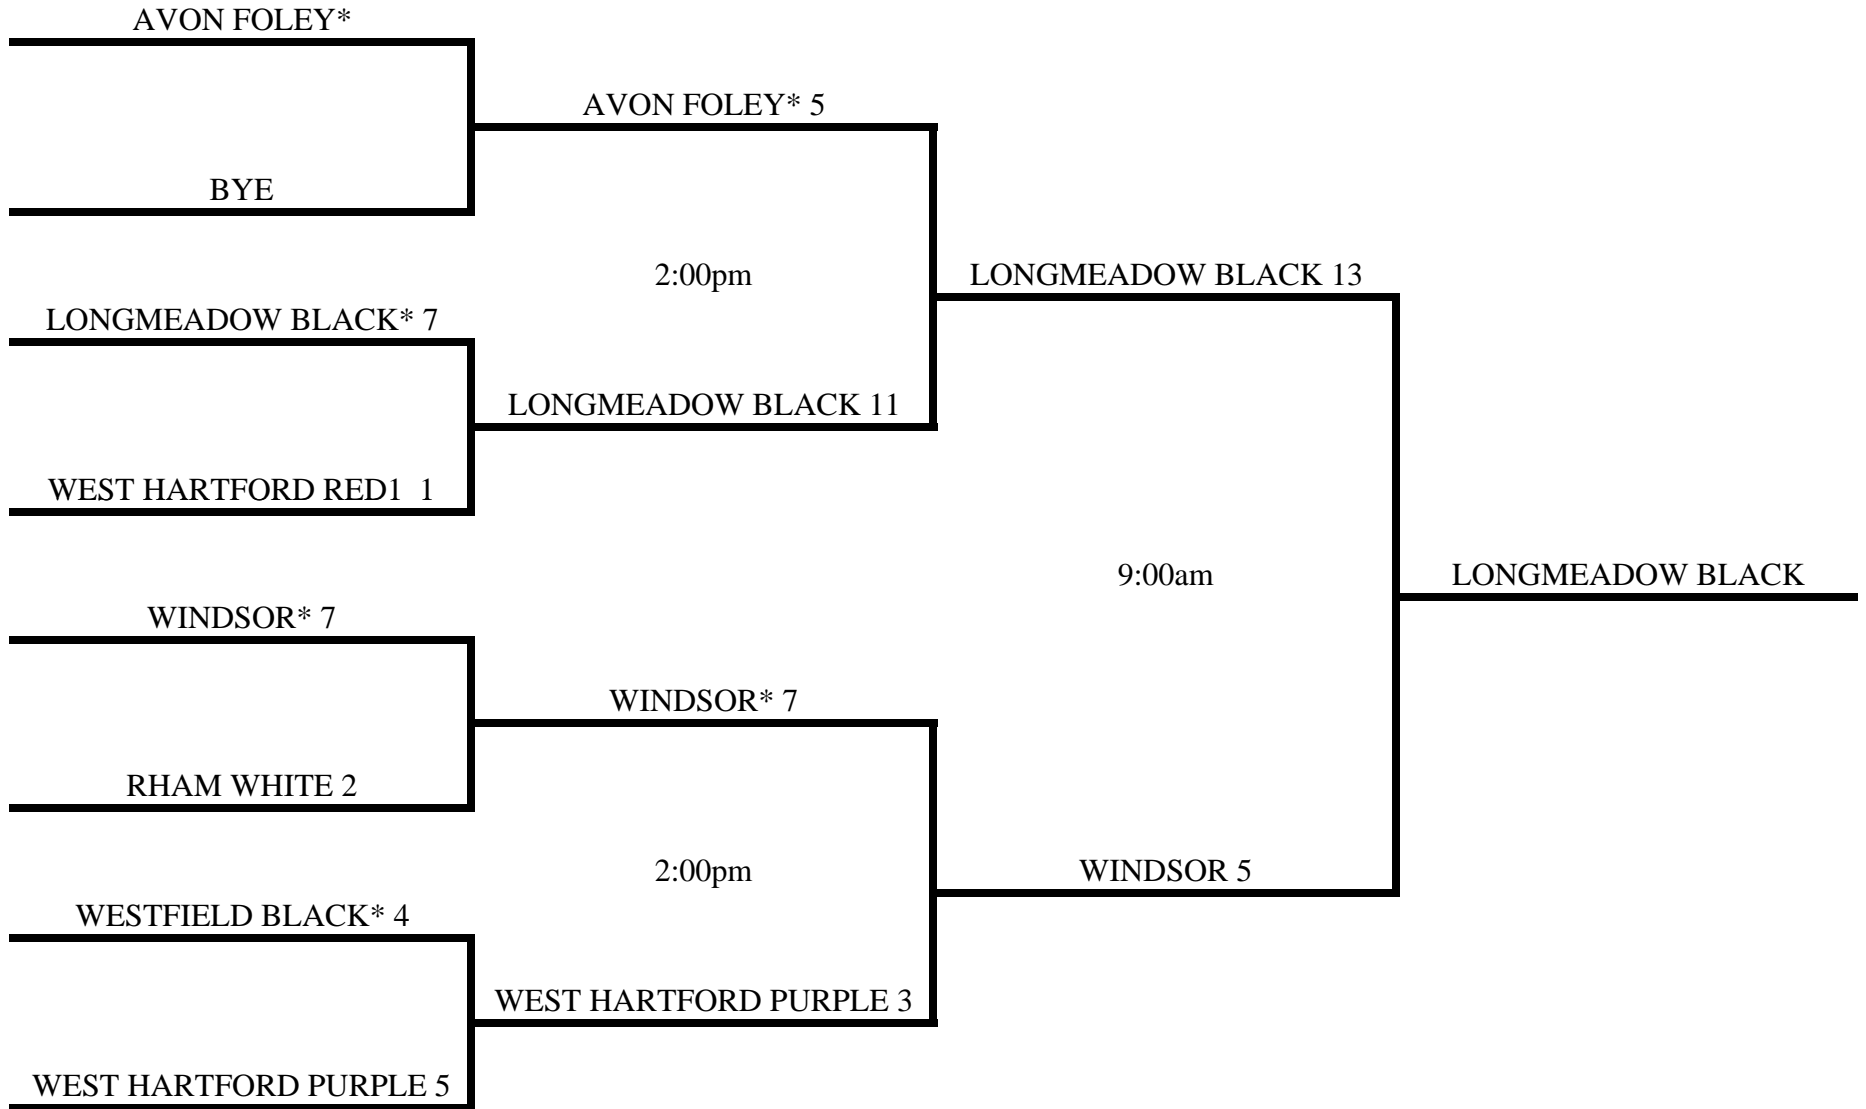 AVON FOLEY*
AVON FOLEY* 5
BYE
2:00pm
LONGMEADOW BLACK 13
LONGMEADOW BLACK* 7
LONGMEADOW BLACK 11
WEST HARTFORD RED1  1
9:00am
LONGMEADOW BLACK
WINDSOR* 7
WINDSOR* 7
RHAM WHITE 2
2:00pm
WINDSOR 5
WESTFIELD BLACK* 4
WEST HARTFORD PURPLE 3
WEST HARTFORD PURPLE 5